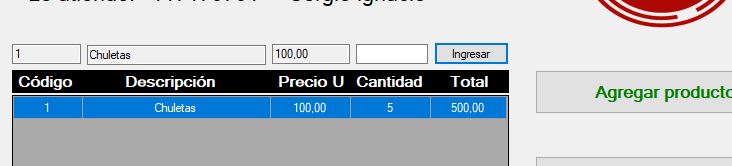 1 Chuletas 100,00 Ingresar
Código Descripción Precio U Cantidad Total
1 Chuletas 100,00 5 500,00
Agregar producto